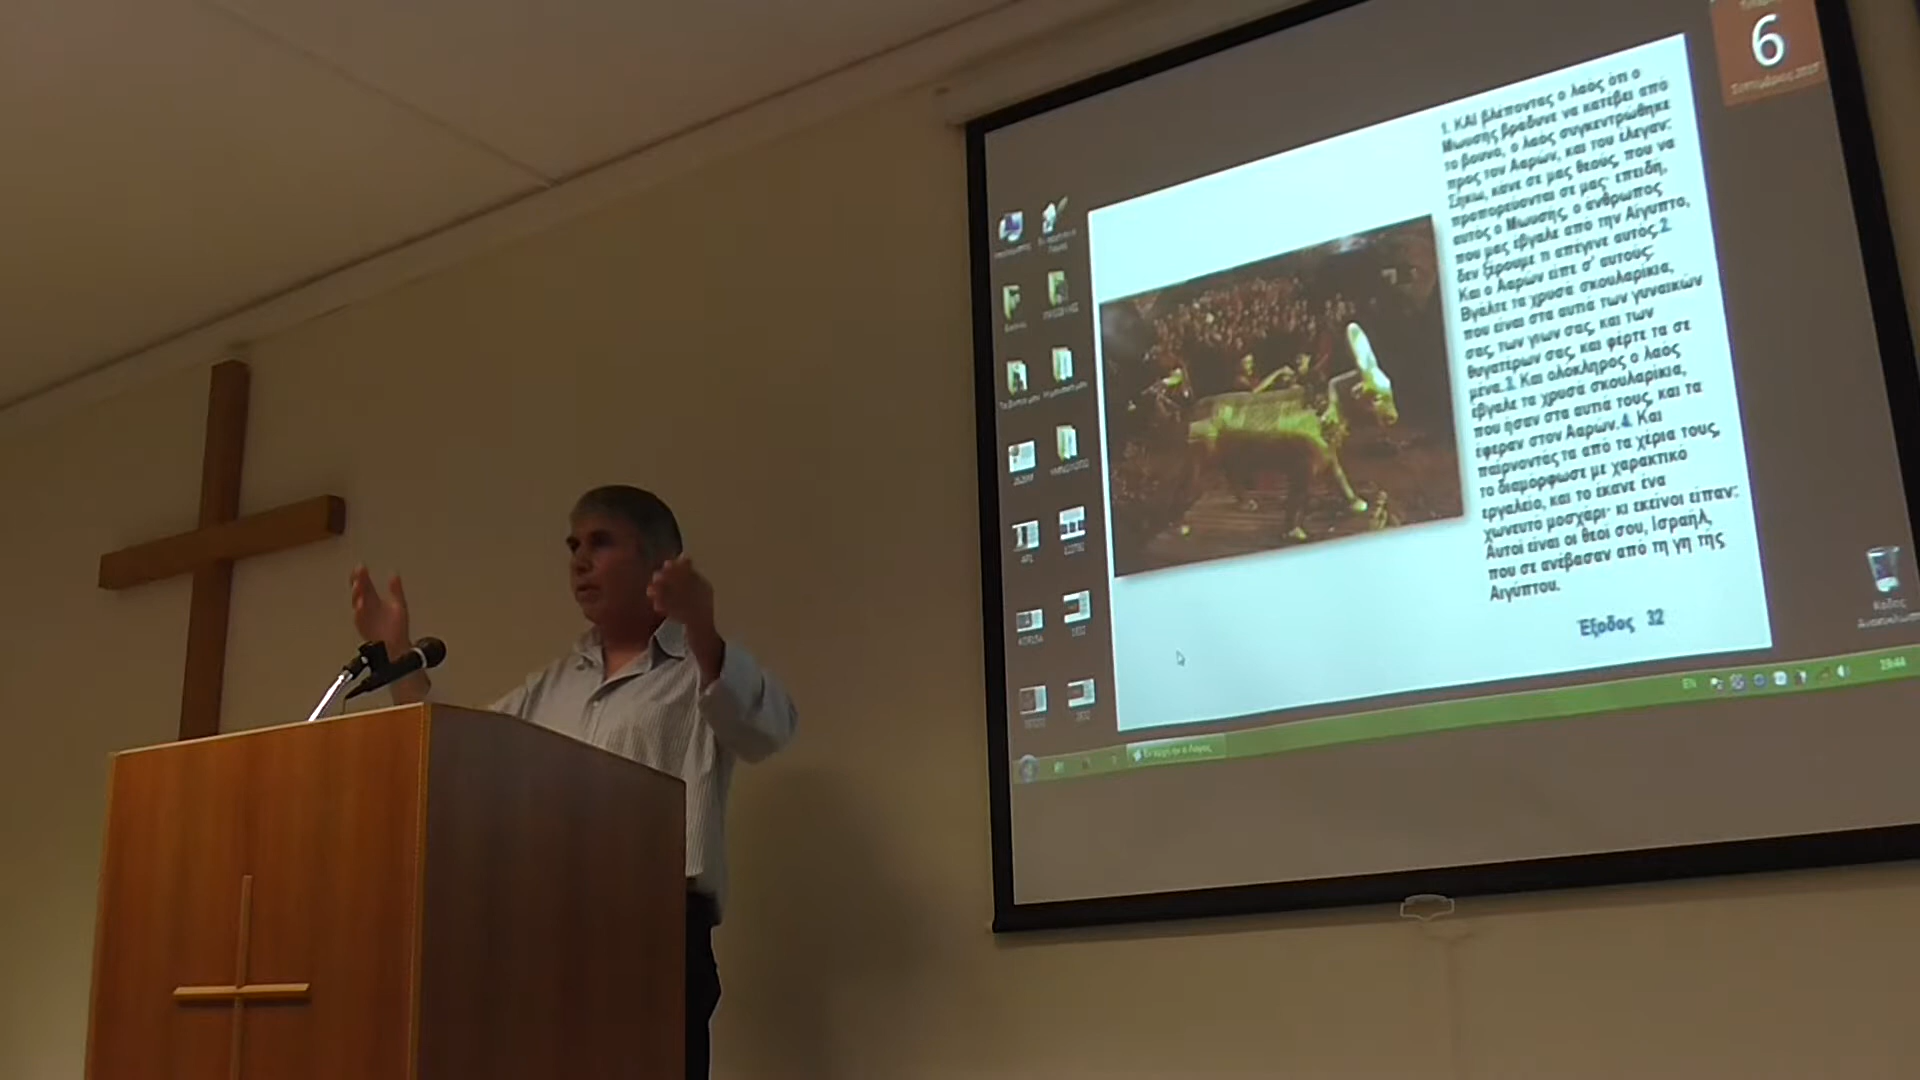 6
1. ΚΑΙ βλέποντας ο λαός ότι ο
Μωυσής βράδυνε να κατέβει από
το βουνό, ο λαός συγκεντρώθηκε
προς τον Ααρών, και του έλεγαν:
Σήκω, κάνε σε μας θεούς, που να
προπορεύονται σε μας· επειδή,
αυτός ο Μωυσής, ο άνθρωπος
που μας έβγαλε από την Αίγυπτο,
δεν ξέρουμε τι απέγινε αυτός.2.
Και ο Ααρών είπε σ' αυτούς:
Βγάλτε τα χρυσά σκουλαρίκια,
που είναι στα αυτιά των γυναικών
σας, των γιων σας, και των
θυγατέρων σας, και φέρτε τα σε
μένα.3. Και ολόκληρος ο λαός
έβγαλε τα χρυσά σκουλαρίκια,
που ήσαν στα αυτιά τους, και τα
έφεραν στον Ααρών.4. Και
παίρνοντάς τα από τα χέρια τους,
το διαμόρφωσε με χαρακτικό
εργαλείο, και το έκανε ένα
χωνευτό μοσχάρι· κι εκείνοι είπαν:
Αυτοί είναι οι θεοί σου, Ισραήλ,
που σε ανέβασαν από τη γη της
Αιγύπτου.
Έξοδος 32
Κάδος
EN
19:44